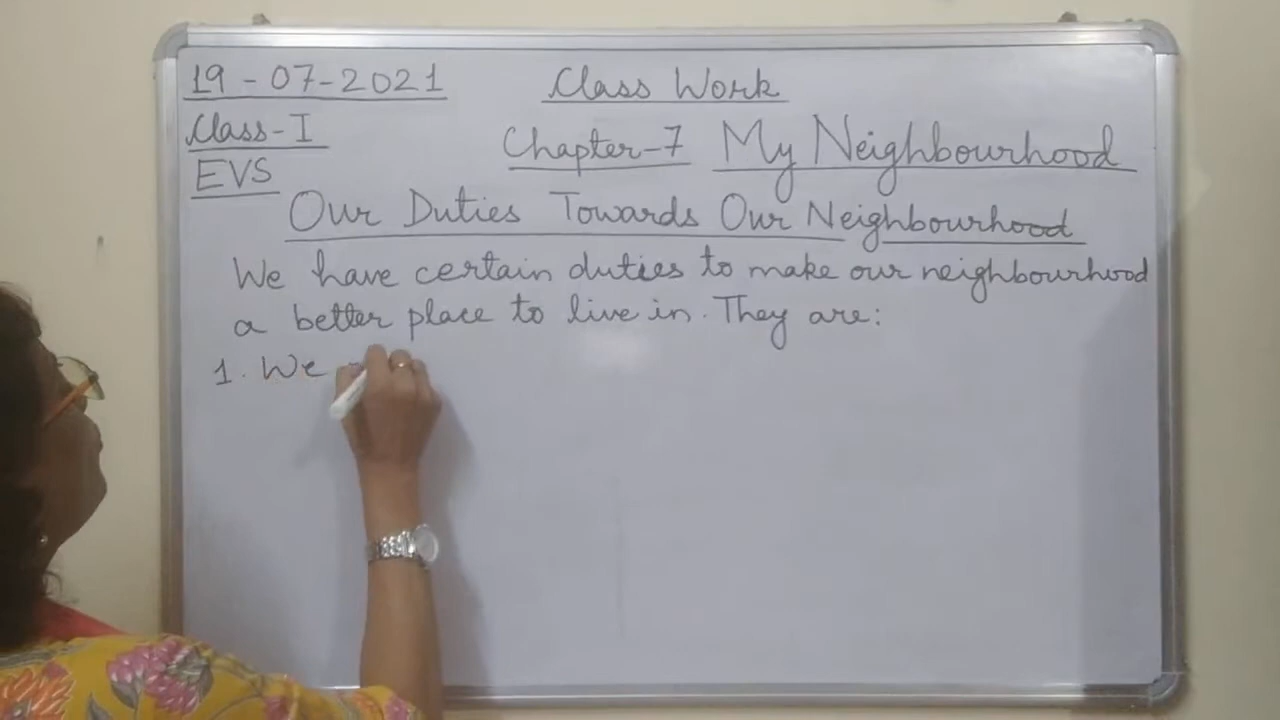 19-07-2021 Class Work
Class-I Chapter-7 My Neighbourhood
EVS
Our Duties Towards Our Neighbourhood
We have certain duties to make our neighbourhood
a better place to live in. They are:
1. We